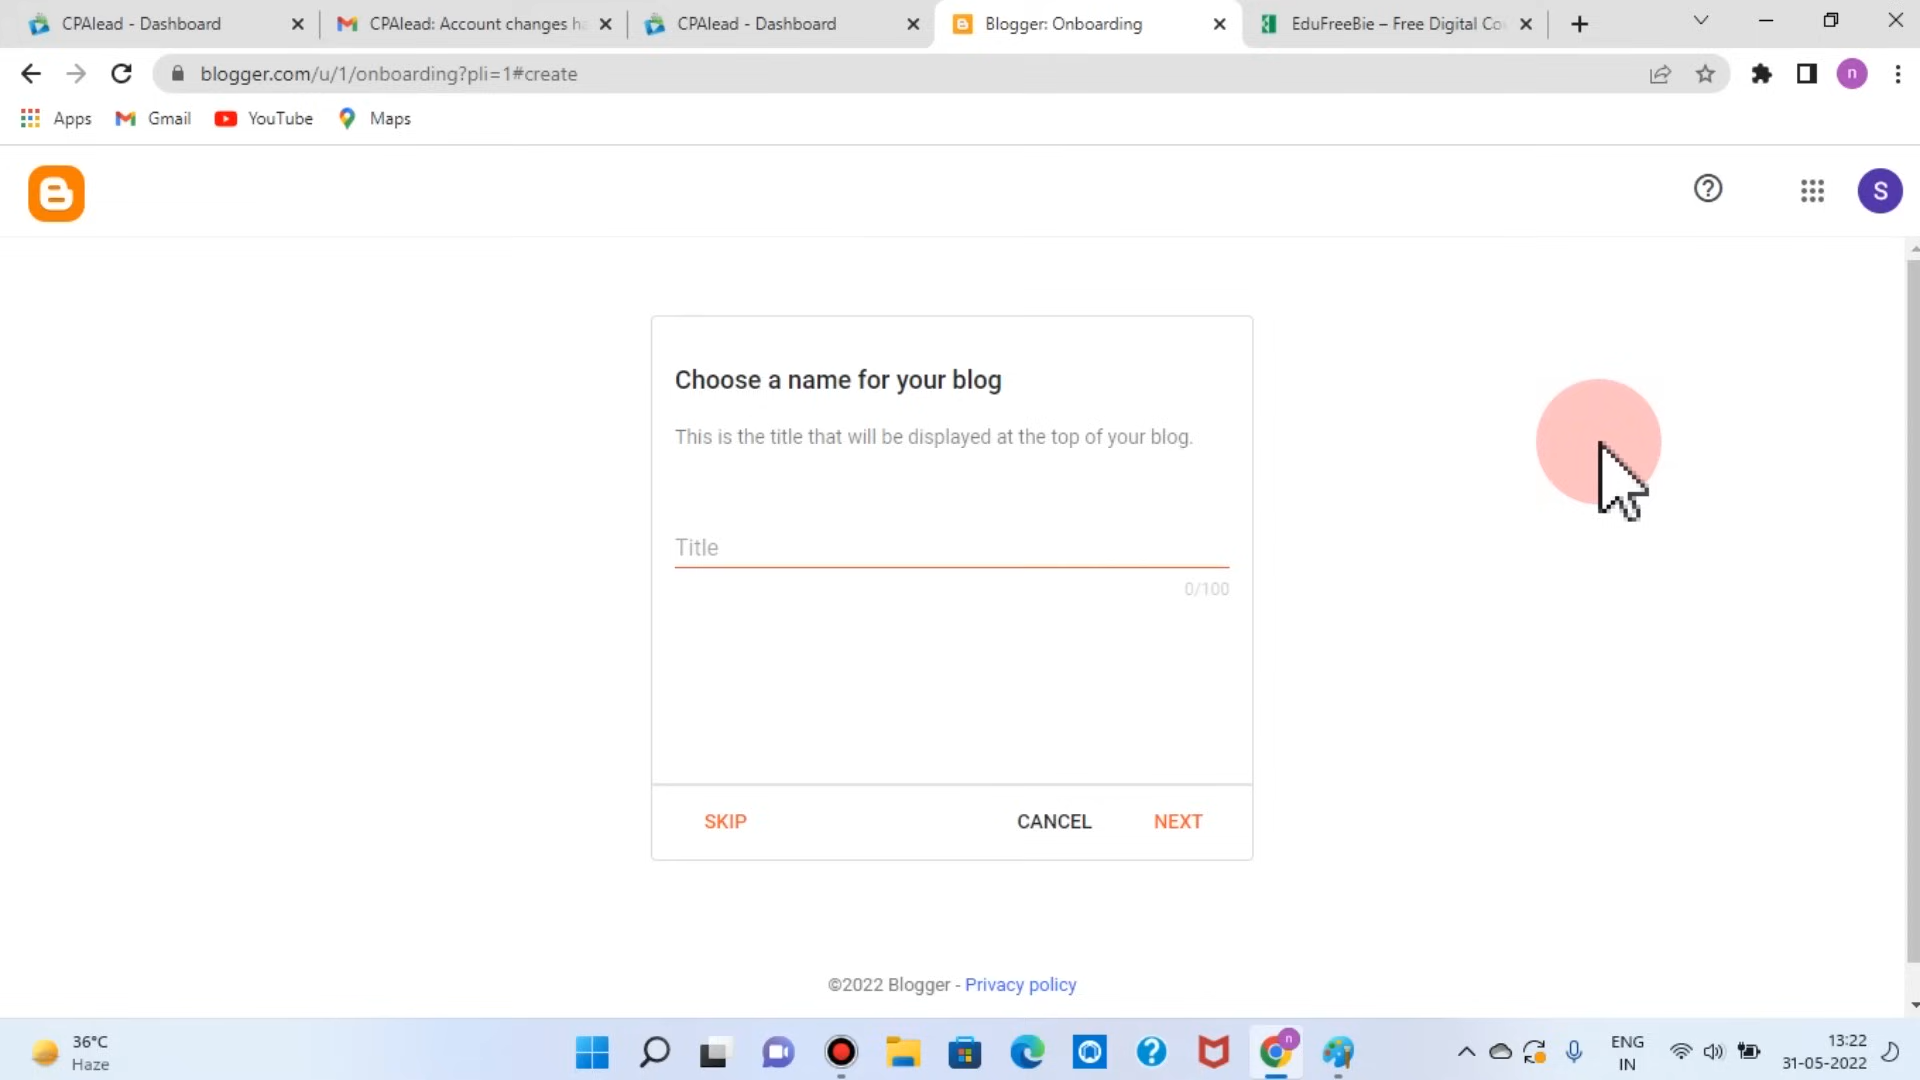 CPAlead - Dashboard
CPAlead: Account changes ha
CPAlead - Dashboard
Blogger: Onboarding
EduFreeBie – Free Digital Co
blogger.com/u/1/onboarding?pli=1#create
n
Apps
Gmail
YouTube
Maps
S
Choose a name for your blog
This is the title that will be displayed at the top of your blog.
Title
0/100
SKIP
CANCEL
NEXT
©2022 Blogger - Privacy policy
36°C
Haze
n
ENG
IN
13:22
31-05-2022